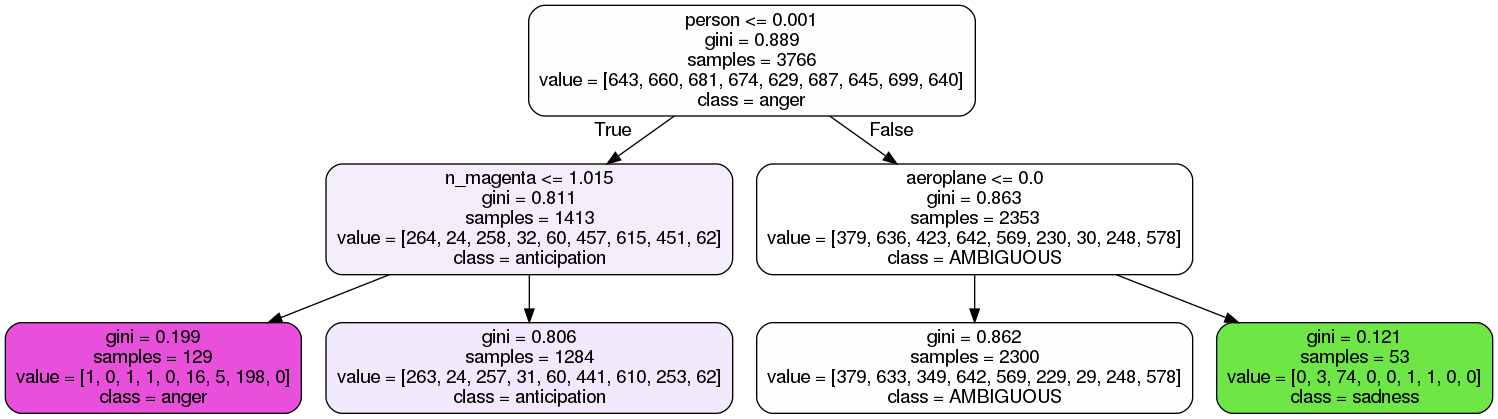 person <= 0.001
gini = 0.889
samples = 3766
value = [643, 660, 681, 674, 629, 687, 645, 699, 640]
class = anger
True
False
n_magenta <= 1.015
gini = 0.811
samples = 1413
value = [264, 24, 258, 32, 60, 457, 615, 451, 62]
class = anticipation
aeroplane <= 0.0
gini = 0.863
samples = 2353
value = [379, 636, 423, 642, 569, 230, 30, 248, 578]
class = AMBIGUOUS
gini = 0.199
samples = 129
value = [1, 0, 1, 1, 0, 16, 5, 198, 0]
class = anger
gini = 0.806
samples = 1284
value = [263, 24, 257, 31, 60, 441, 610, 253, 62]
class = anticipation
gini = 0.862
samples = 2300
value = [379, 633, 349, 642, 569, 229, 29, 248, 578]
class = AMBIGUOUS
gini = 0.121
samples = 53
value = [0, 3, 74, 0, 0, 1, 1, 0, 0]
class = sadness